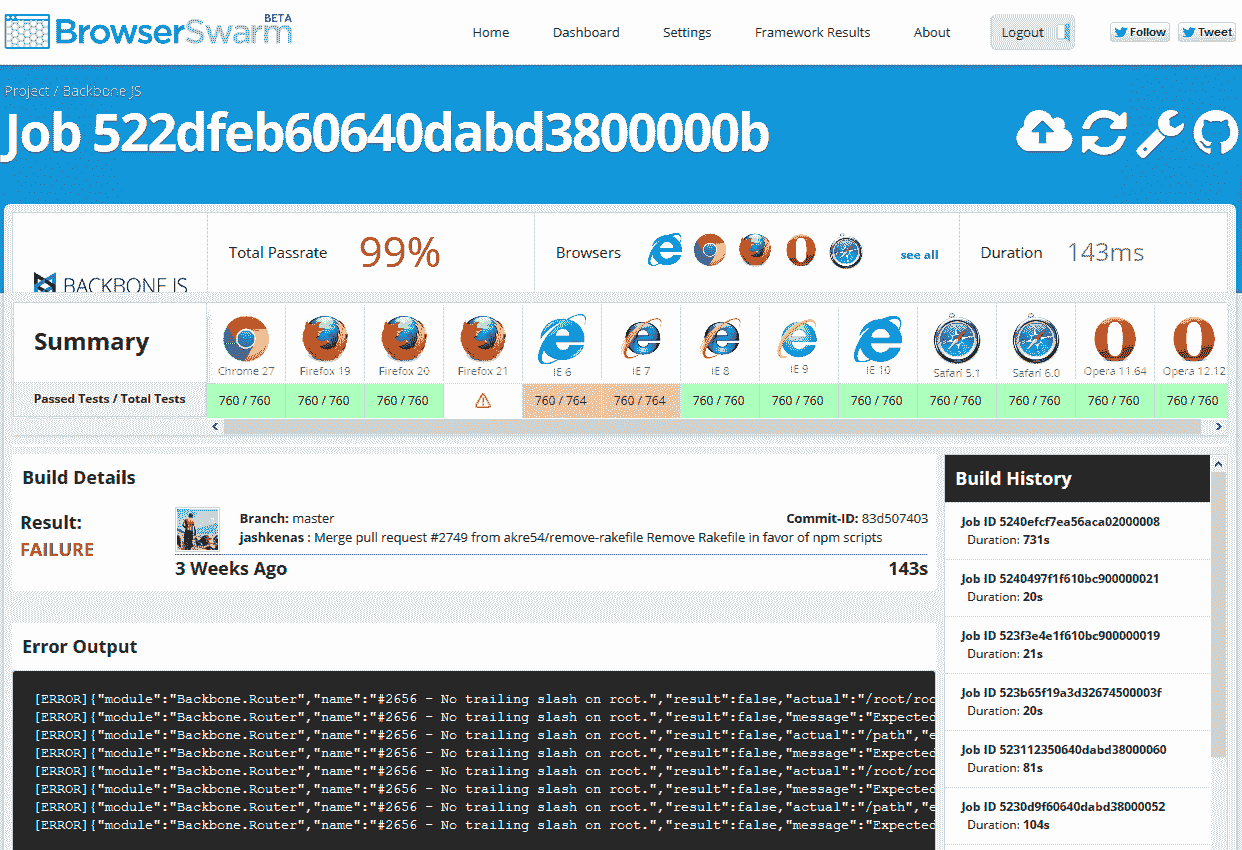 BrowserSwarm BETA
Home Dashboard Settings Framework Results About Logout Follow Tweet
Project / Backbone JS
Job 522dfeb60640dabd3800000b
Total Passrate 99% Browsers see all Duration 143ms
BACKBONE.JS
Summary
Chrome 27 Firefox 19 Firefox 20 Firefox 21 IE 6 IE 7 IE 8 IE 9 IE 10 Safari 5.1 Safari 6.0 Opera 11.64 Opera 12.12
Passed Tests / Total Tests 760 / 760 760 / 760 760 / 760 760 / 764 760 / 764 760 / 760 760 / 760 760 / 760 760 / 760 760 / 760 760 / 760 760 / 760
Build Details
Result:
FAILURE
Branch: master Commit-ID: 83d507403
jashkenas : Merge pull request #2749 from akre54/remove-rakefile Remove Rakefile in favor of npm scripts
3 Weeks Ago 143s
Error Output
[ERROR]{"module":"Backbone.Router","name":"#2656 - No trailing slash on root.","result":false,"actual":"/root/roo
[ERROR]{"module":"Backbone.Router","name":"#2656 - No trailing slash on root.","result":false,"message":"Expected
[ERROR]{"module":"Backbone.Router","name":"#2656 - No trailing slash on root.","result":false,"actual":"/path","e
[ERROR]{"module":"Backbone.Router","name":"#2656 - No trailing slash on root.","result":false,"message":"Expected
[ERROR]{"module":"Backbone.Router","name":"#2656 - No trailing slash on root.","result":false,"actual":"/root/roo
[ERROR]{"module":"Backbone.Router","name":"#2656 - No trailing slash on root.","result":false,"message":"Expected
[ERROR]{"module":"Backbone.Router","name":"#2656 - No trailing slash on root.","result":false,"actual":"/path","e
[ERROR]{"module":"Backbone.Router","name":"#2656 - No trailing slash on root.","result":false,"message":"Expected
Build History
Job ID 5240efcf7ea56aca02000008
Duration: 731s
Job ID 5240497f1f610bc900000021
Duration: 20s
Job ID 523f3e4e1f610bc900000019
Duration: 21s
Job ID 523b65f19a3d32674500003f
Duration: 20s
Job ID 523112350640dabd38000060
Duration: 81s
Job ID 5230d9f60640dabd38000052
Duration: 104s